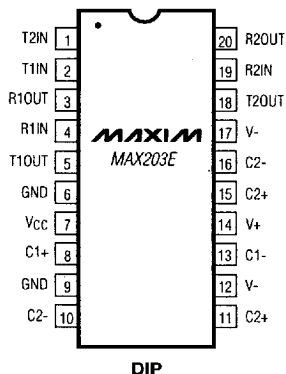 T2IN 1
T1IN 2
R1OUT 3
R1IN 4
T1OUT 5
GND 6
VCC 7
C1+ 8
GND 9
C2- 10
MAXIM
MAX203E
20 R2OUT
19 R2IN
18 T2OUT
17 V-
16 C2-
15 C2+
14 V+
13 C1-
12 V-
11 C2+
DIP